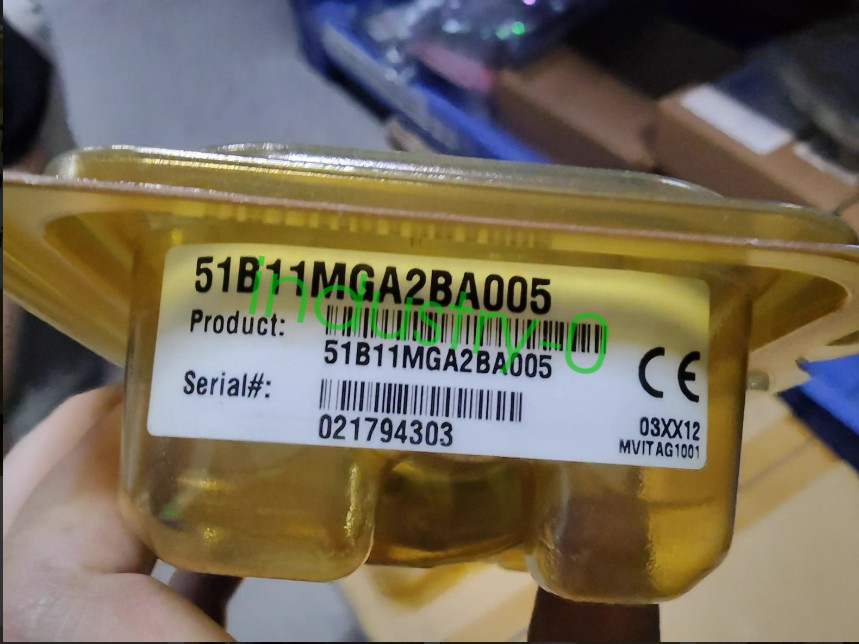 51B11MGA2BA005
Product:
51B11MGA2BA005
Serial#:
021794303
CE
03XX12
MVITAG1001
industry-0